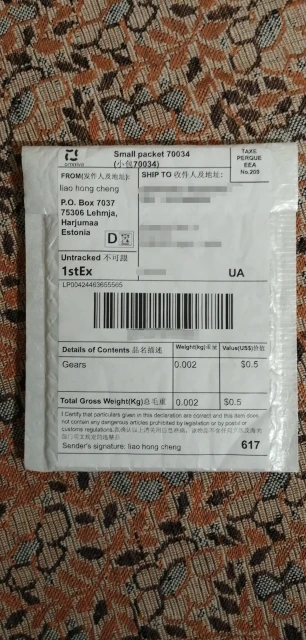 Small packet 70034
(小包70034)
TAXE
PERQUE
EEA
No.208
FROM(发件人及地址):
liao hong cheng
P.O. Box 7037
75306 Lehmja,
Harjumaa
Estonia
D
SHIP TO 收件人及地址:
Untracked 不可跟
1stEx
UA
LP00424463655565
Details of Contents 品名描述
Weight(kg)重量
Value(US$)价值
Gears
0.002
$0.5
Total Gross Weight(Kg)总毛重
0.002
$0.5
I Certify that particulars given in this declaration are correct and this item does
not contain any dangerous articles prohibited by legislation or by postal or
customs regulations.
Sender's signature: liao hong cheng
617